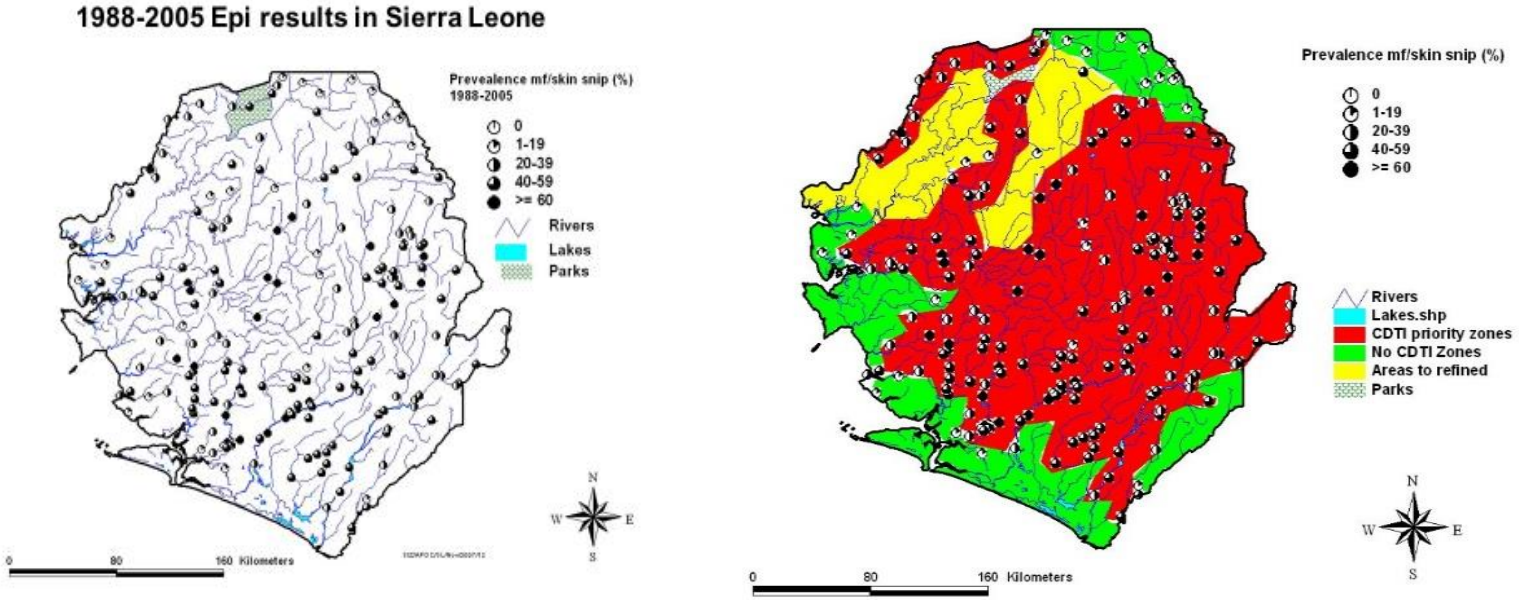 1988-2005 Epi results in Sierra Leone
Prevealence mf/skin snip (%)
1988-2005
0
1-19
20-39
40-59
>= 60
Rivers
Lakes
Parks
N
W E
S
0 80 160 Kilometers
Prevalence mf/skin snip (%)
0
1-19
20-39
40-59
>= 60
Rivers
Lakes.shp
CDTI priority zones
No CDTI Zones
Areas to refined
Parks
N
W E
S
0 80 160 Kilometers